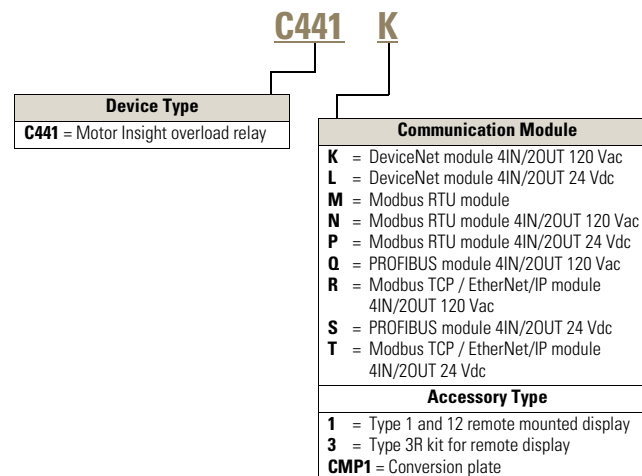 C441 K
Device Type
C441 = Motor Insight overload relay
Communication Module
K = DeviceNet module 4IN/2OUT 120 Vac
L = DeviceNet module 4IN/2OUT 24 Vdc
M = Modbus RTU module
N = Modbus RTU module 4IN/2OUT 120 Vac
P = Modbus RTU module 4IN/2OUT 24 Vdc
Q = PROFIBUS module 4IN/2OUT 120 Vac
R = Modbus TCP / EtherNet/IP module
4IN/2OUT 120 Vac
S = PROFIBUS module 4IN/2OUT 24 Vdc
T = Modbus TCP / EtherNet/IP module
4IN/2OUT 24 Vdc
Accessory Type
1 = Type 1 and 12 remote mounted display
3 = Type 3R kit for remote display
CMP1 = Conversion plate